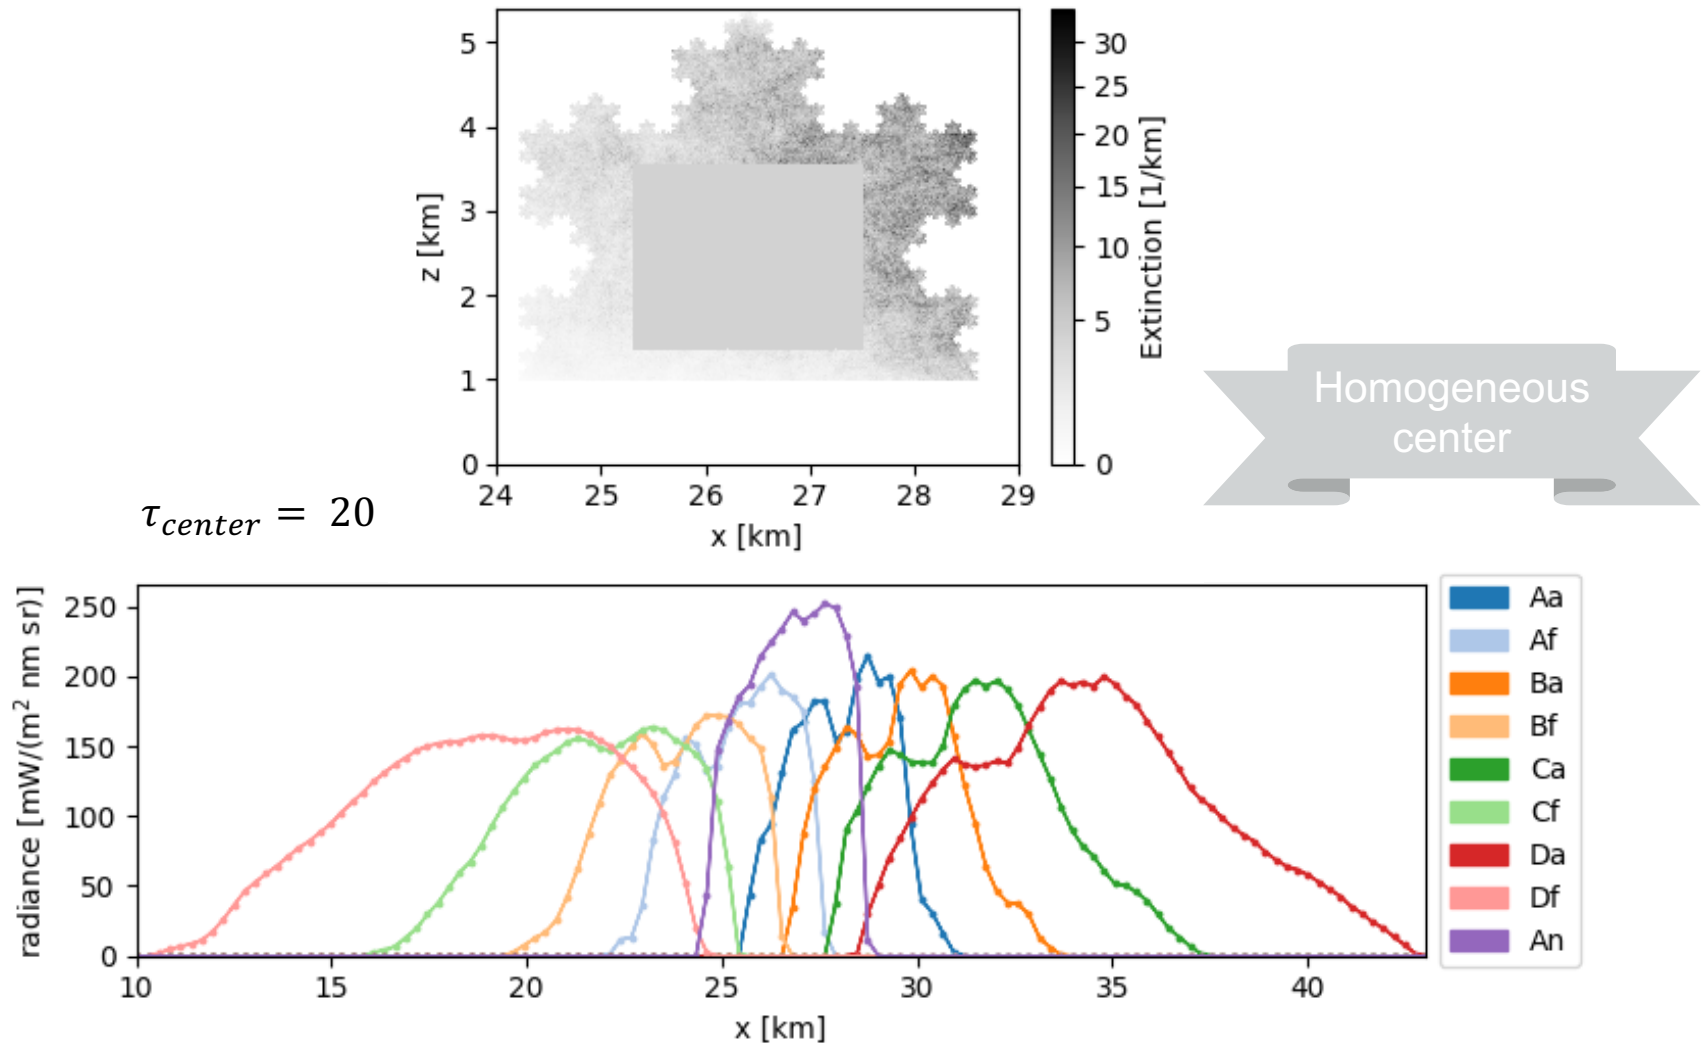 5
4
3
2
1
0
z [km]
24 25 26 27 28 29
x [km]
30
25
20
15
10
5
0
Extinction [1/km]
Homogeneous
center
τcenter = 20
250
200
150
100
50
0
radiance [mW/(m² nm sr)]
10 15 20 25 30 35 40
x [km]
Aa
Af
Ba
Bf
Ca
Cf
Da
Df
An